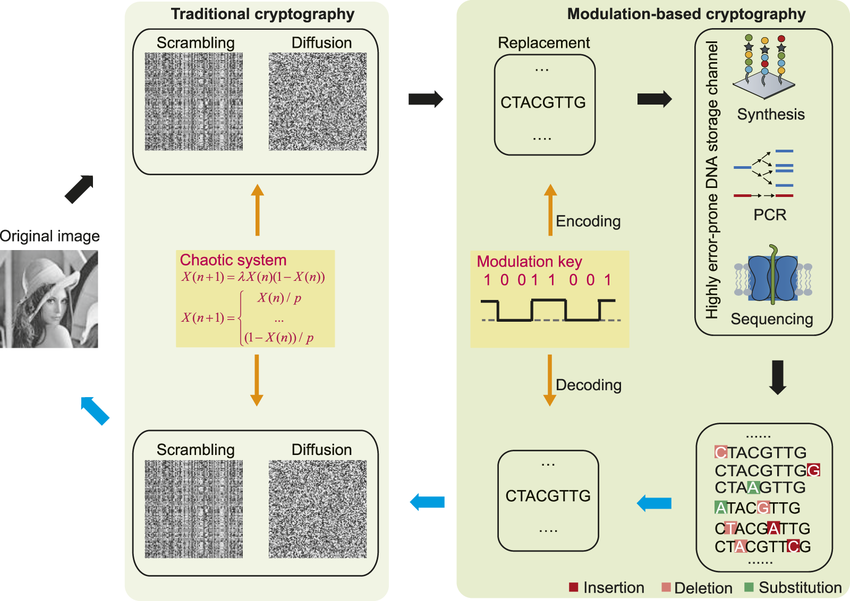 Traditional cryptography
Scrambling
Diffusion
Original image
Chaotic system
X(n+1) = λX(n)(1−X(n))
X(n+1) = { X(n) / p
...
(1−X(n)) / p
Scrambling
Diffusion
Modulation-based cryptography
Replacement
...
CTACGTTG
....
Encoding
Modulation key
1 0 0 1 1 0 0 1
Decoding
...
CTACGTTG
....
Highly error-prone DNA storage channel
Synthesis
PCR
Sequencing
......
CTACGTTG
CTACGTTGG
CTAAGTTG
ATACGTTG
CTACGATTG
CTACGTTCG
......
Insertion
Deletion
Substitution